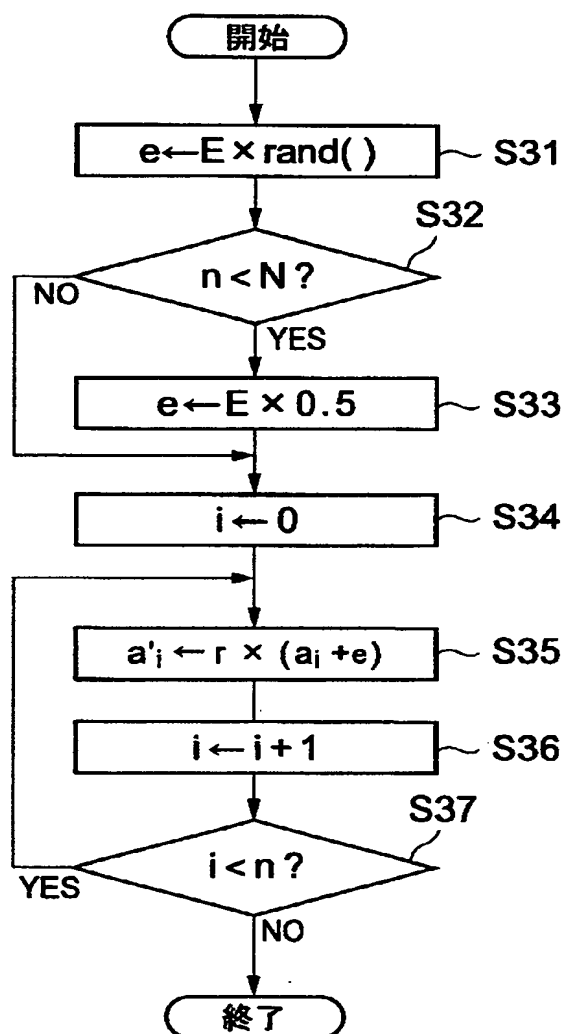 開始
e←E×rand( )
S31
S32
n<N?
NO
YES
e←E×0.5
S33
i←0
S34
a'i←r×(ai+e)
S35
i←i+1
S36
S37
i<n?
YES
NO
終了